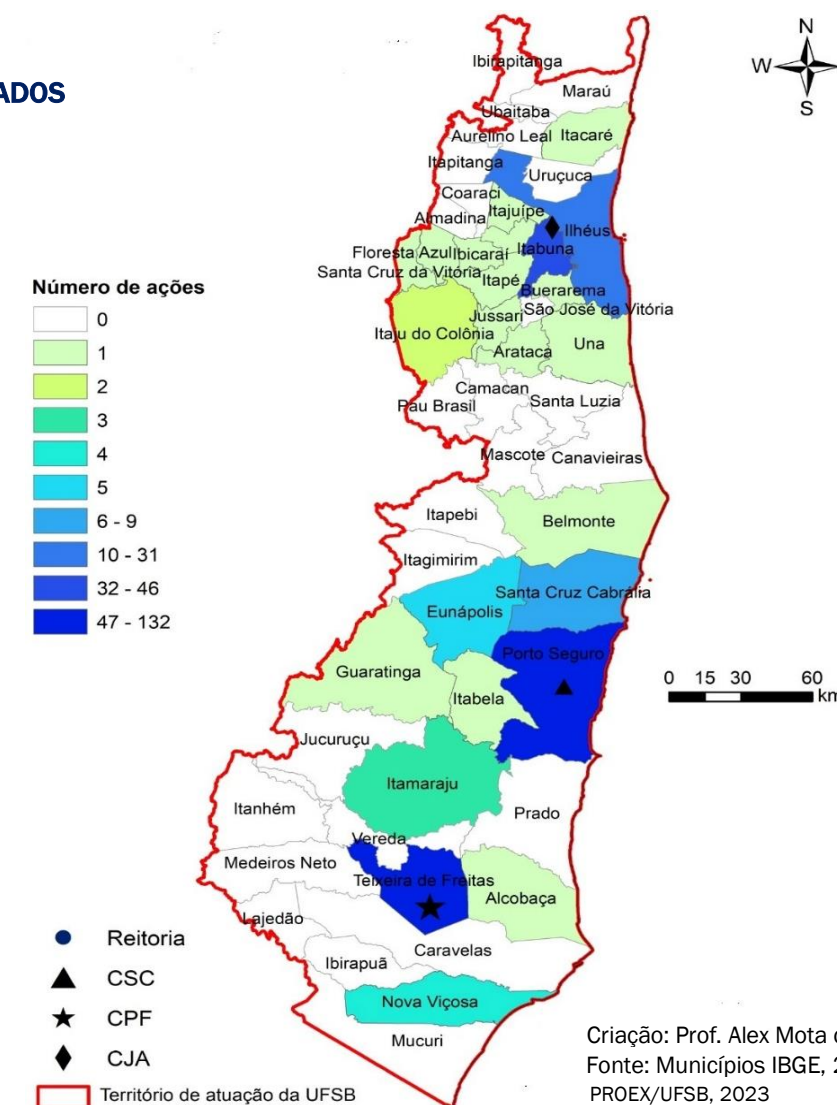 ADOS
N
W
S
Ibirapitanga
Maraú
Ubaitaba
Aurelino Leal
Itacaré
Itapitanga
Uruçuca
Coaraci
Itajuípe
Almadina
Ilhéus
Itabuna
Floresta Azul
Ibicaraí
Santa Cruz da Vitória
Itapé
Buerarema
Jussari
São José da Vitória
Itaju do Colônia
Una
Arataca
Camacan
Pau Brasil
Santa Luzia
Mascote
Canavieiras
Itapebi
Belmonte
Itagimirim
Santa Cruz Cabrália
Eunápolis
Porto Seguro
Guaratinga
Itabela
Jucuruçu
Itamaraju
Itanhém
Prado
Vereda
Medeiros Neto
Teixeira de Freitas
Alcobaça
Lajedão
Caravelas
Ibirapuã
Nova Viçosa
Mucuri
Número de ações
0
1
2
3
4
5
6 - 9
10 - 31
32 - 46
47 - 132
0 15 30 60
km
Reitoria
CSC
CPF
CJA
Território de atuação da UFSB
Criação: Prof. Alex Mota
Fonte: Municípios IBGE,
PROEX/UFSB, 2023